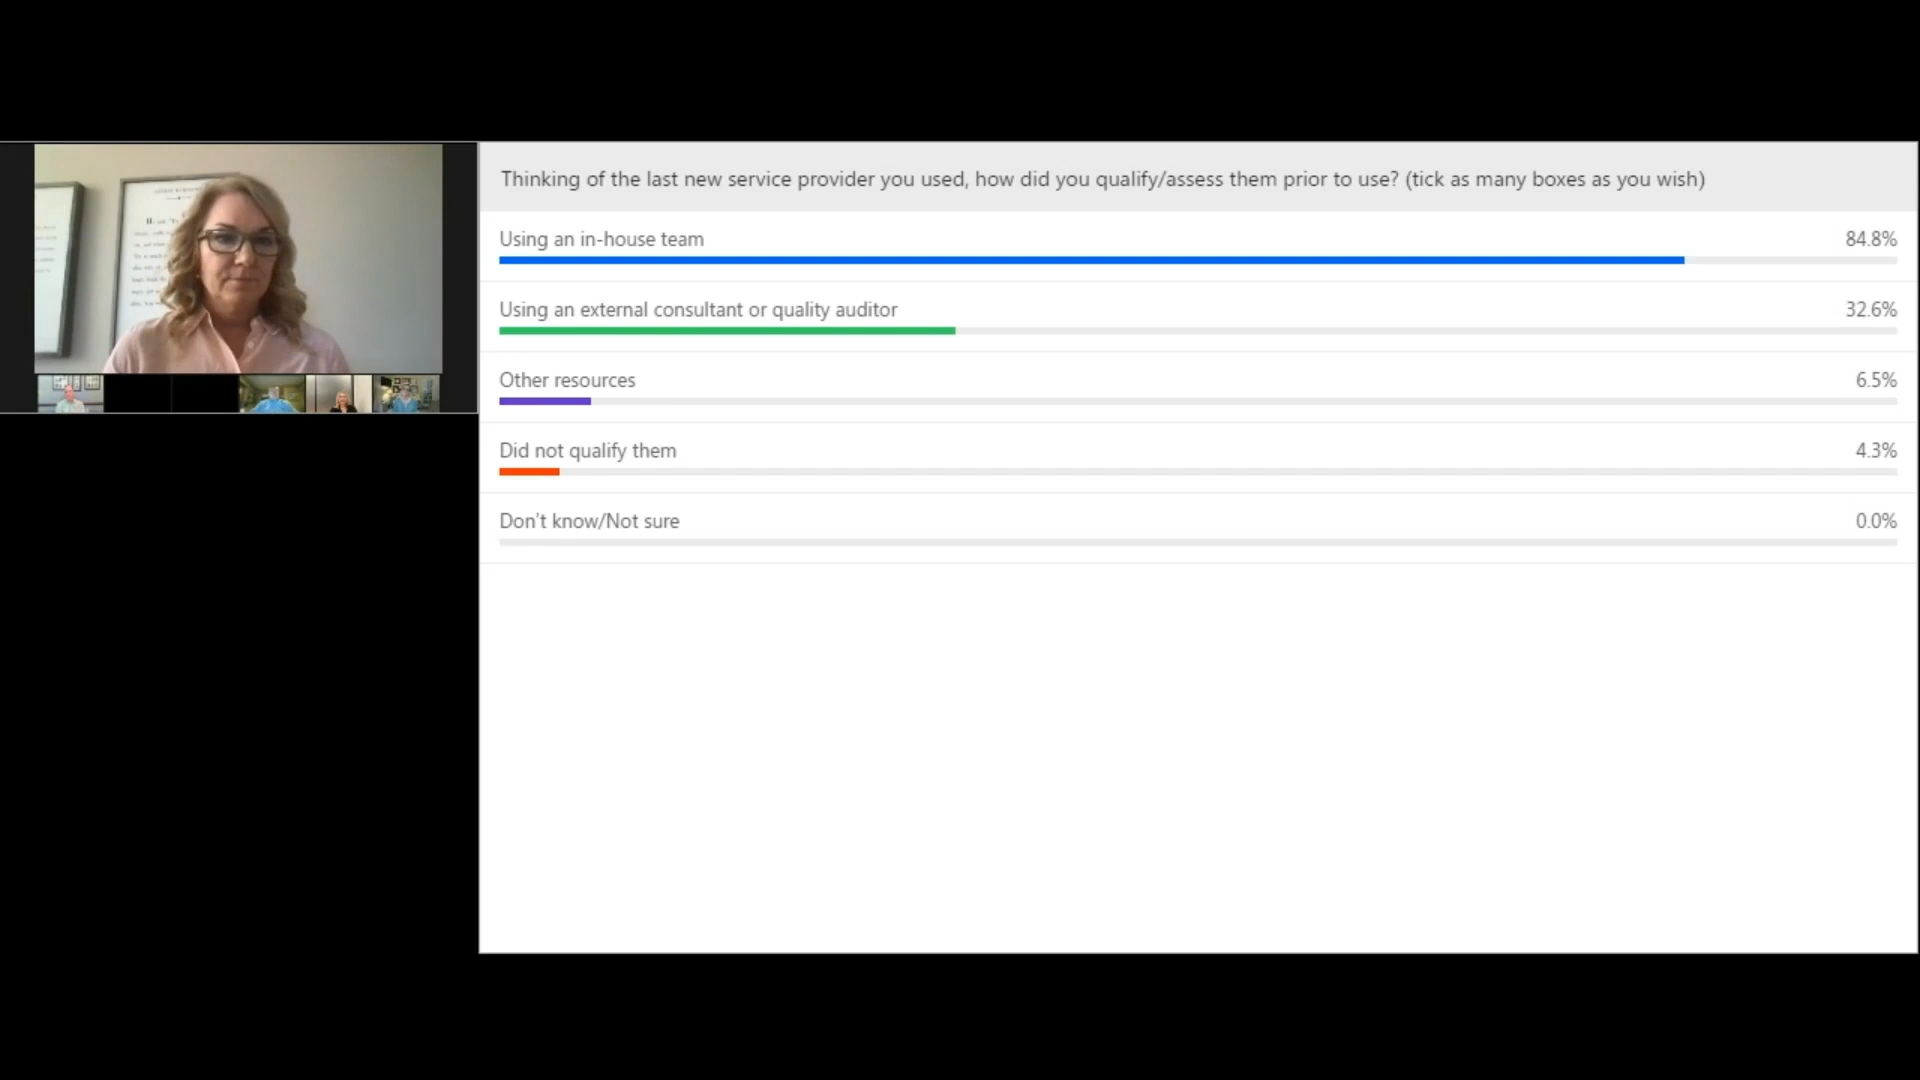 Thinking of the last new service provider you used, how did you qualify/assess them prior to use? (tick as many boxes as you wish)
Using an in-house team 84.8%
Using an external consultant or quality auditor 32.6%
Other resources 6.5%
Did not qualify them 4.3%
Don't know/Not sure 0.0%